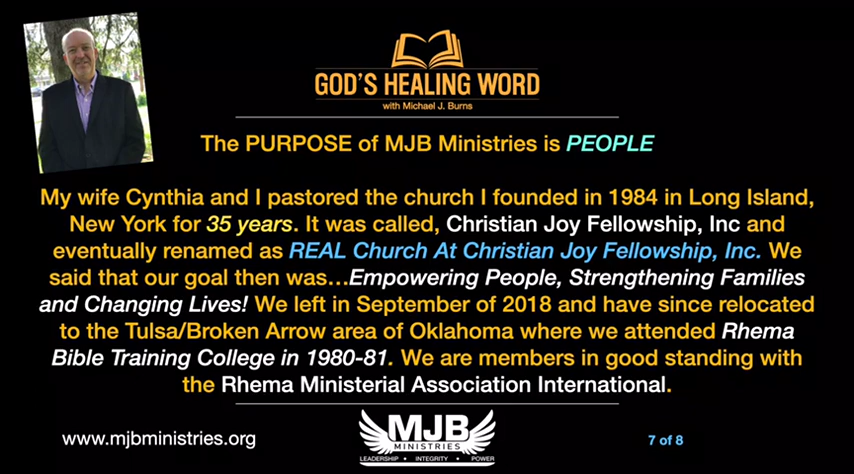 GOD'S HEALING WORD
with Michael J. Burns
The PURPOSE of MJB Ministries is PEOPLE
My wife Cynthia and I pastored the church I founded in 1984 in Long Island,
New York for 35 years. It was called, Christian Joy Fellowship, Inc and
eventually renamed as REAL Church At Christian Joy Fellowship, Inc. We
said that our goal then was...Empowering People, Strengthening Families
and Changing Lives! We left in September of 2018 and have since relocated
to the Tulsa/Broken Arrow area of Oklahoma where we attended Rhema
Bible Training College in 1980-81. We are members in good standing with
the Rhema Ministerial Association International.
www.mjbministries.org
MJB
MINISTRIES
LEADERSHIP • INTEGRITY • POWER
7 of 8